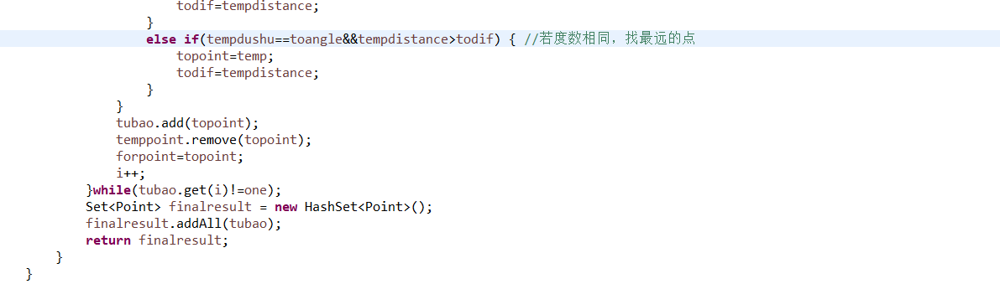 todif=tempdistance;
}
else if(tempdushu==toangle&&tempdistance>todif) { //若度数相同，找最远的点
topoint=temp;
todif=tempdistance;
}
}
tubao.add(topoint);
temppoint.remove(topoint);
forpoint=topoint;
i++;
}while(tubao.get(i)!=one);
Set<Point> finalresult = new HashSet<Point>();
finalresult.addAll(tubao);
return finalresult;
}
}